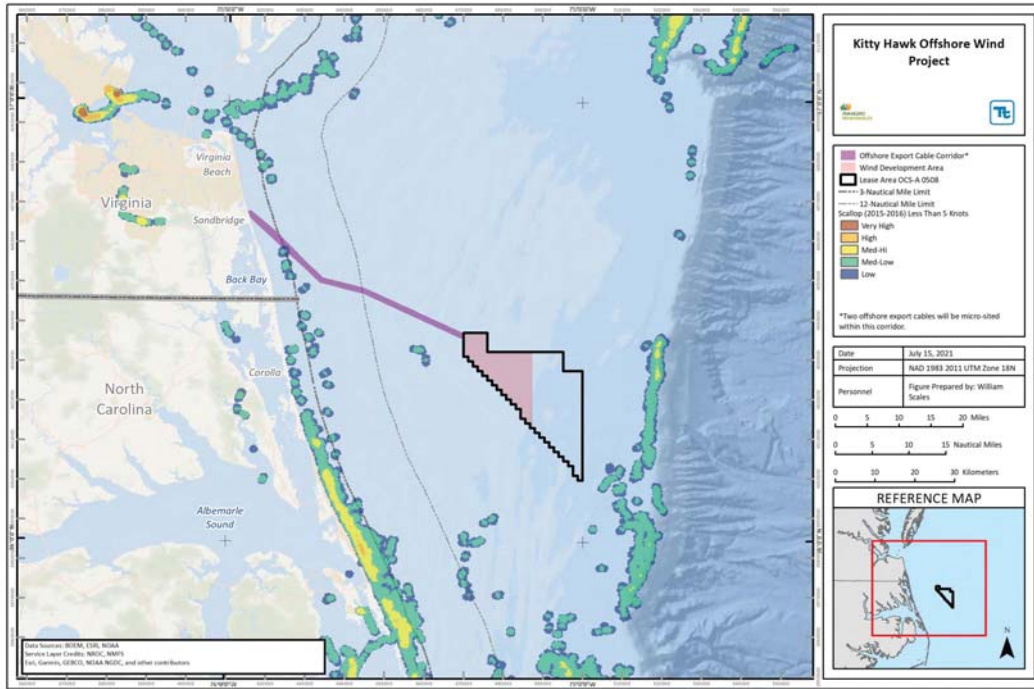 Kitty Hawk Offshore Wind
Project
Offshore Export Cable Corridor*
Wind Development Area
Lease Area OCS-A 0508
3-Nautical Mile Limit
12-Nautical Mile Limit
Scallop (2015-2016) Less Than 5 Knots
Very High
High
Med-Hi
Med-Low
Low
*Two offshore export cables will be micro-sited
within this corridor.
Date July 15, 2021
Projection NAD 1983 2011 UTM Zone 18N
Personnel Figure Prepared by: William
Scales
0 5 10 15 20 Miles
0 5 10 15 Nautical Miles
0 10 20 30 Kilometers
REFERENCE MAP
N
Virginia
Beach
Virginia
Sandbridge
Back Bay
North
Carolina
Corolla
Albemarle
Sound
Data Sources: BOEM, ESRI, NOAA
Service Layer Credits: NROC, NMFS
Esri, Garmin, GEBCO, NOAA NGDC, and other contributors